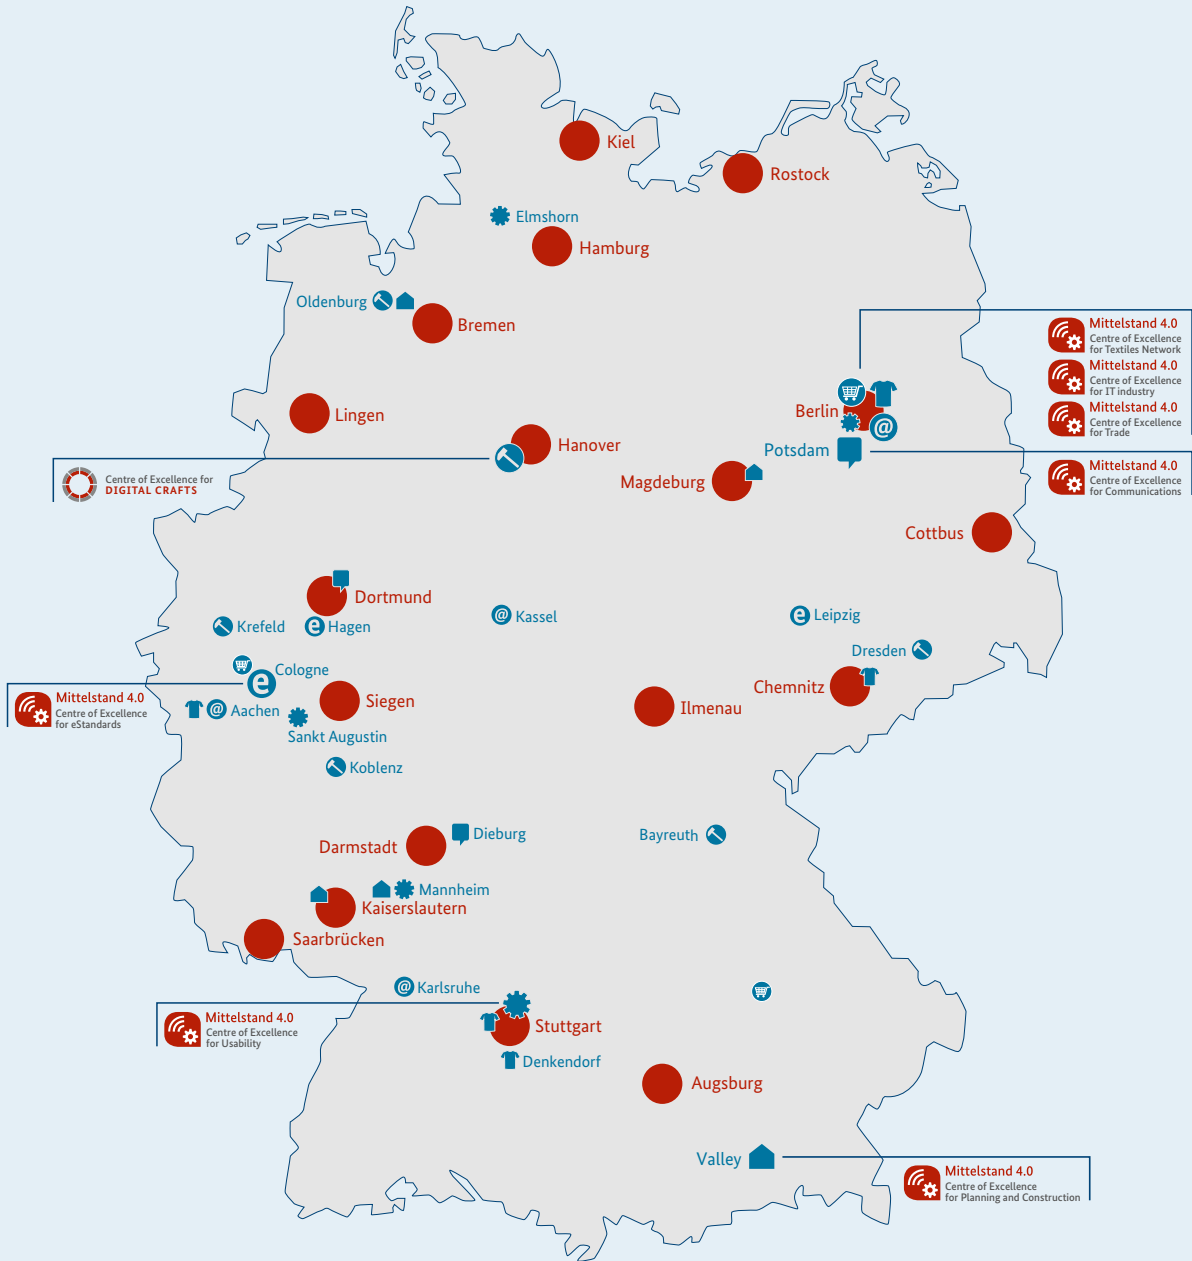 Kiel
Rostock
Elmshorn
Hamburg
Oldenburg
Bremen
Mittelstand 4.0
Centre of Excellence
for Textiles Network
Mittelstand 4.0
Centre of Excellence
for IT industry
Mittelstand 4.0
Centre of Excellence
for Trade
Lingen
Berlin
@
Hanover
Potsdam
Mittelstand 4.0
Centre of Excellence
for Communications
Centre of Excellence for
DIGITAL CRAFTS
Magdeburg
Cottbus
Dortmund
Krefeld
e Hagen
@ Kassel
e Leipzig
Dresden
Cologne
e
Mittelstand 4.0
Centre of Excellence
for eStandards
@ Aachen
Siegen
Chemnitz
Ilmenau
Sankt Augustin
Koblenz
Dieburg
Bayreuth
Darmstadt
Mannheim
Kaiserslautern
Saarbrücken
@ Karlsruhe
Mittelstand 4.0
Centre of Excellence
for Usability
Stuttgart
Denkendorf
Augsburg
Valley
Mittelstand 4.0
Centre of Excellence
for Planning and Construction